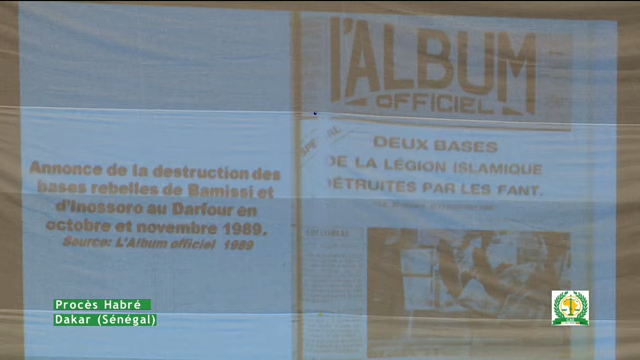 l'ALBUM
OFFICIEL
DEUX BASES
DE LA LÉGION ISLAMIQUE
DÉTRUITES PAR LES FANT.
Annonce de la destruction des
bases rebelles de Bamissi et
d'Inossoro au Darfour en
octobre et novembre 1989.
Source: L'Album officiel 1989
Procès Habré
Dakar (Sénégal)